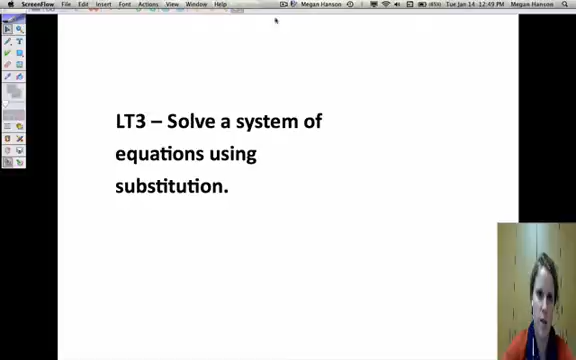 ScreenFlow File Edit Insert Font Actions View Window Help Megan Hanson (85%) Tue Jan 14 12:49 PM Megan Hanson
LT3 – Solve a system of
equations using
substitution.